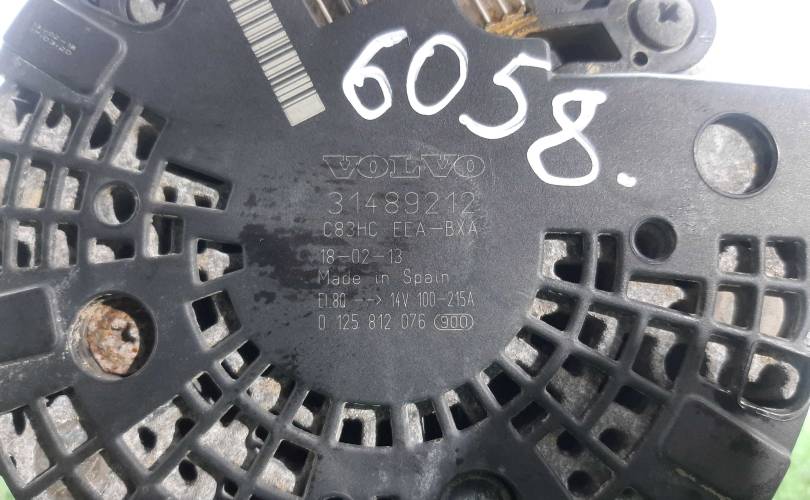 6058.
VOLVO
31489212
C83HC EEA-BXA
18-02-13
Made in Spain
EL80 --> 14V 100-215A
0 125 812 076 900